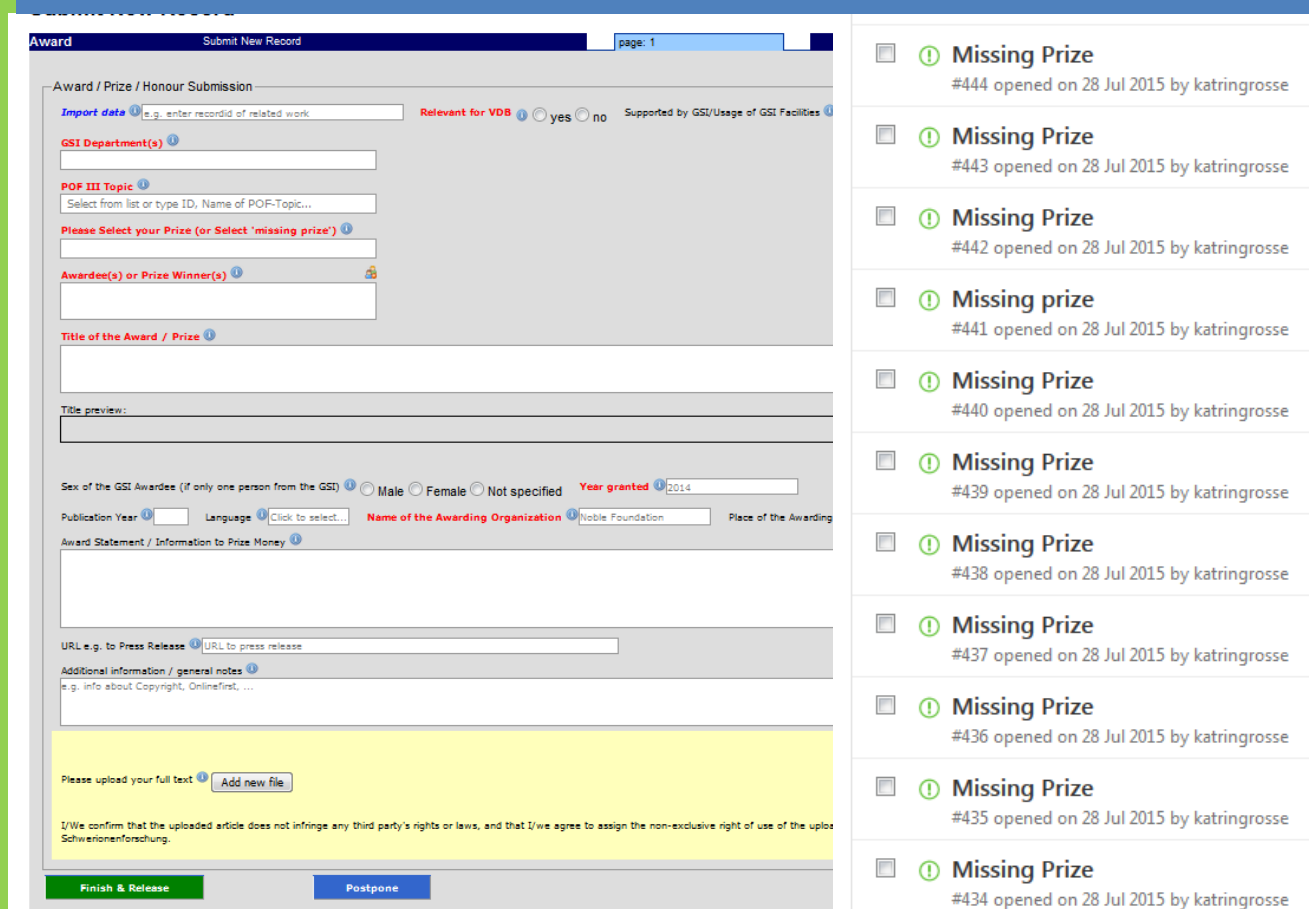 Award Submit New Record page: 1
Award / Prize / Honour Submission
Import data e.g. enter recordid of related work Relevant for VDB yes no Supported by GSI/Usage of GSI Facilities
GSI Department(s)
POF III Topic
Select from list or type ID, Name of POF-Topic...
Please Select your Prize (or Select 'missing prize')
Awardee(s) or Prize Winner(s)
Title of the Award / Prize
Title preview:
Sex of the GSI Awardee (if only one person from the GSI) Male Female Not specified Year granted 2014
Publication Year Language Click to select... Name of the Awarding Organization Noble Foundation Place of the Awarding
Award Statement / Information to Prize Money
URL e.g. to Press Release URL to press release
Additional information / general notes
e.g. info about Copyright, Onlinefirst, ...
Please upload your full text Add new file
I/We confirm that the uploaded article does not infringe any third party's rights or laws, and that I/we agree to assign the non-exclusive right of use of the
Schwerionenforschung.
Finish & Release Postpone
Missing Prize
#444 opened on 28 Jul 2015 by katringrosse
Missing Prize
#443 opened on 28 Jul 2015 by katringrosse
Missing Prize
#442 opened on 28 Jul 2015 by katringrosse
Missing prize
#441 opened on 28 Jul 2015 by katringrosse
Missing Prize
#440 opened on 28 Jul 2015 by katringrosse
Missing Prize
#439 opened on 28 Jul 2015 by katringrosse
Missing Prize
#438 opened on 28 Jul 2015 by katringrosse
Missing Prize
#437 opened on 28 Jul 2015 by katringrosse
Missing Prize
#436 opened on 28 Jul 2015 by katringrosse
Missing Prize
#435 opened on 28 Jul 2015 by katringrosse
Missing Prize
#434 opened on 28 Jul 2015 by katringrosse